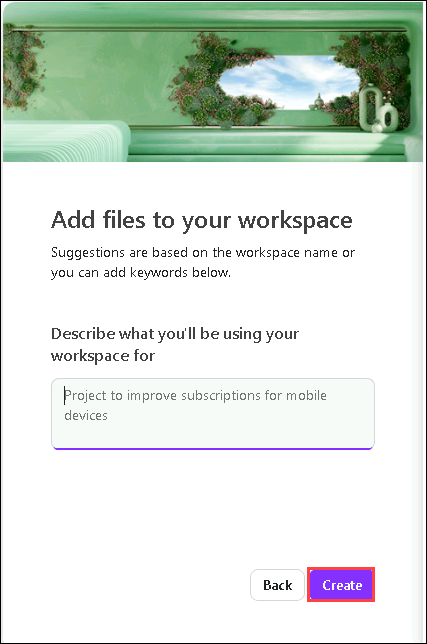 Add files to your workspace
Suggestions are based on the workspace name or
you can add keywords below.
Describe what you'll be using your
workspace for
Project to improve subscriptions for mobile
devices
Back
Create